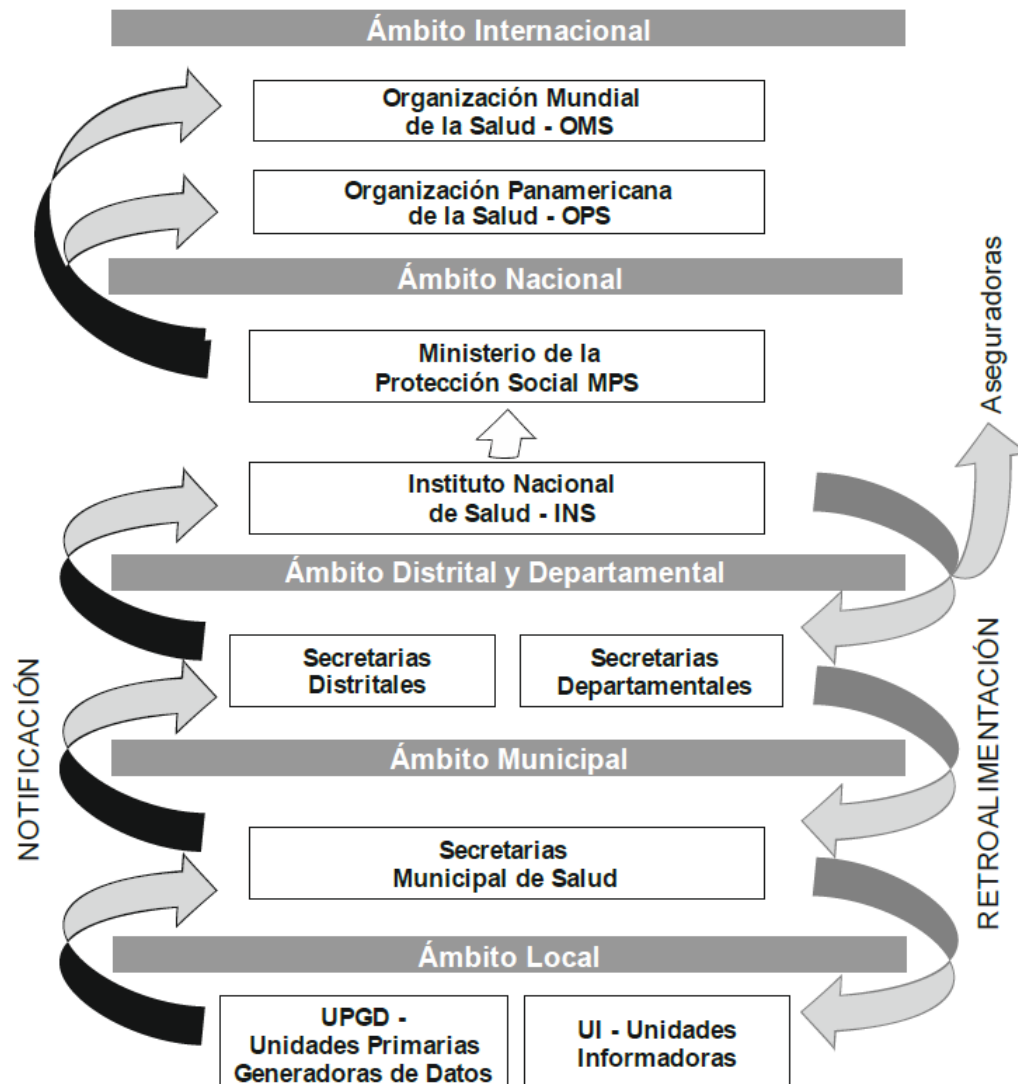 Ámbito Internacional
Organización Mundial
de la Salud - OMS
Organización Panamericana
de la Salud - OPS
Ámbito Nacional
Ministerio de la
Protección Social MPS
Aseguradoras
Instituto Nacional
de Salud - INS
Ámbito Distrital y Departamental
Secretarias
Distritales
Secretarias
Departamentales
NOTIFICACIÓN
RETROALIMENTACIÓN
Ámbito Municipal
Secretarias
Municipal de Salud
Ámbito Local
UPGD -
Unidades Primarias
Generadoras de Datos
UI - Unidades
Informadoras